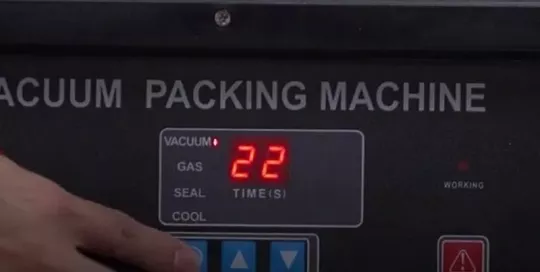 ACUUM PACKING MACHINE
VACUUM
GAS
SEAL
COOL
22
TIME(S)
WORKING